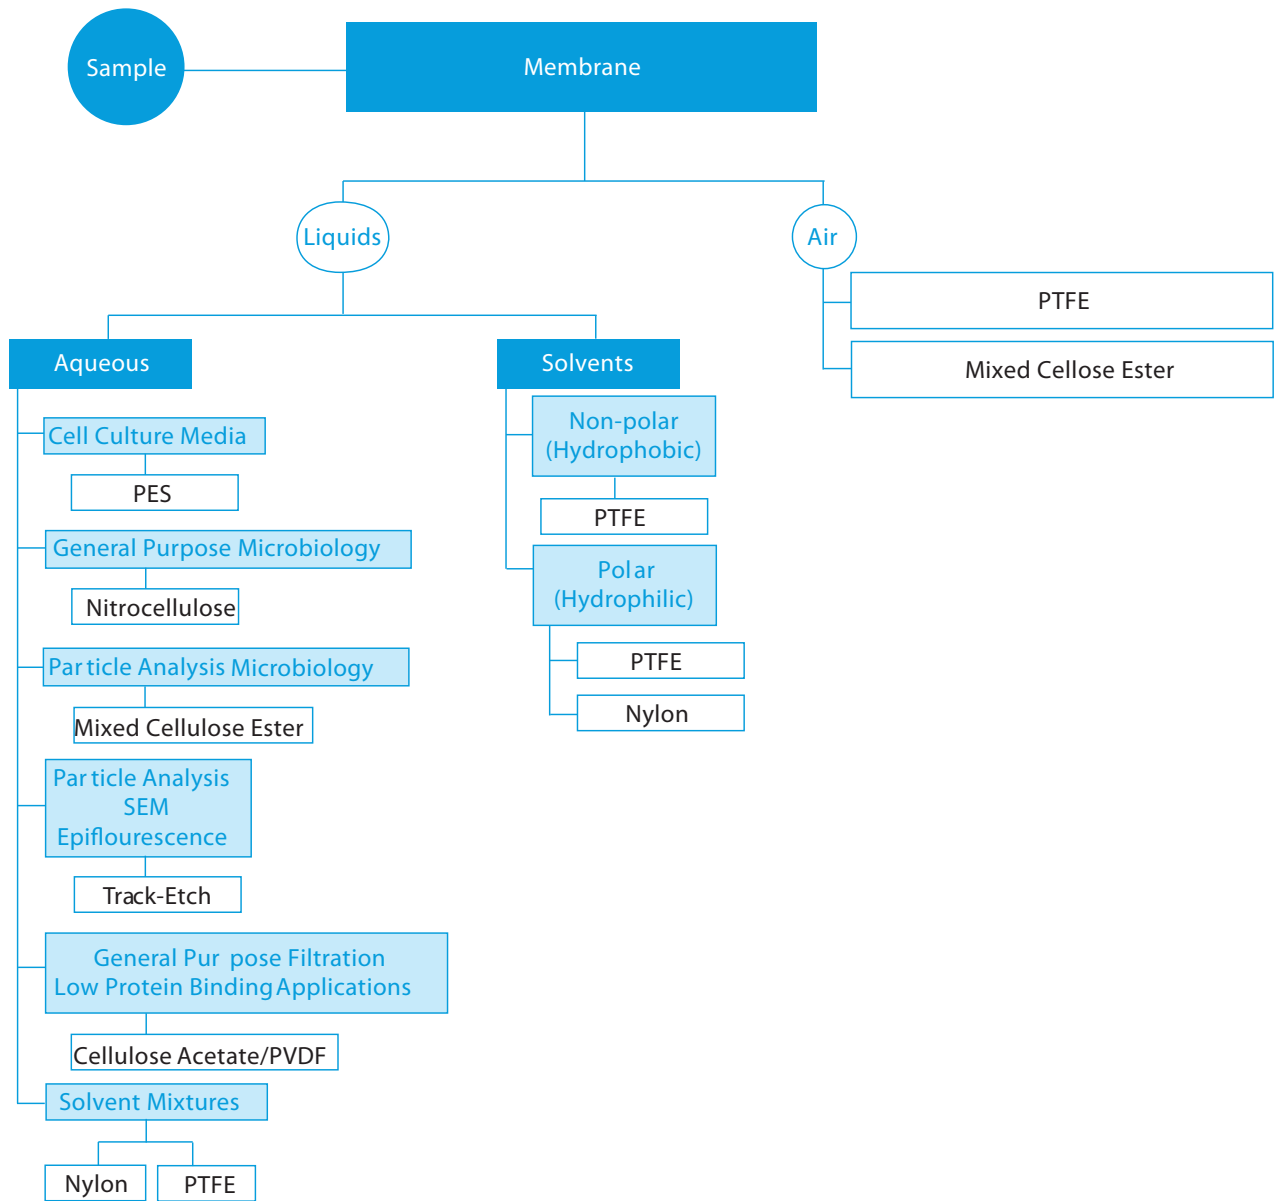 Sample
Membrane
Liquids
Air
PTFE
Mixed Cellose Ester
Aqueous
Cell Culture Media
PES
General Purpose Microbiology
Nitrocellulose
Particle Analysis Microbiology
Mixed Cellulose Ester
Particle Analysis
SEM
Epiflourescence
Track-Etch
General Pur pose Filtration
Low Protein Binding Applications
Cellulose Acetate/PVDF
Solvent Mixtures
Nylon
PTFE
Solvents
Non-polar
(Hydrophobic)
PTFE
Polar
(Hydrophilic)
PTFE
Nylon